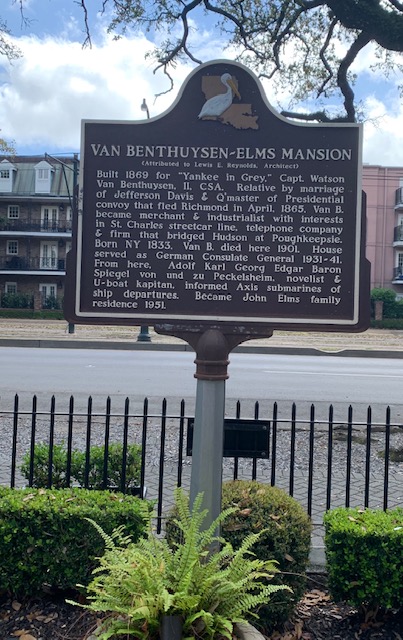 VAN BENTHUYSEN-ELMS MANSION
(Attributed to Lewis E. Reynolds, Architect)
Built 1869 for "Yankee in Grey," Capt. Watson
Van Benthuysen, II, CSA. Relative by marriage
of Jefferson Davis & Q'master of Presidential
convoy that fled Richmond in April, 1865, Van B.
became merchant & industrialist with interests
in St. Charles streetcar line, telephone company
& firm that bridged Hudson at Poughkeepsie.
Born NY 1833, Van B. died here 1901. House
served as German Consulate General 1931-41.
From here, Adolf Karl Georg Edgar Baron
Spiegel von und zu Peckelsheim, novelist &
U-boat kapitan, informed Axis submarines of
ship departures. Became John Elms family
residence 1951.